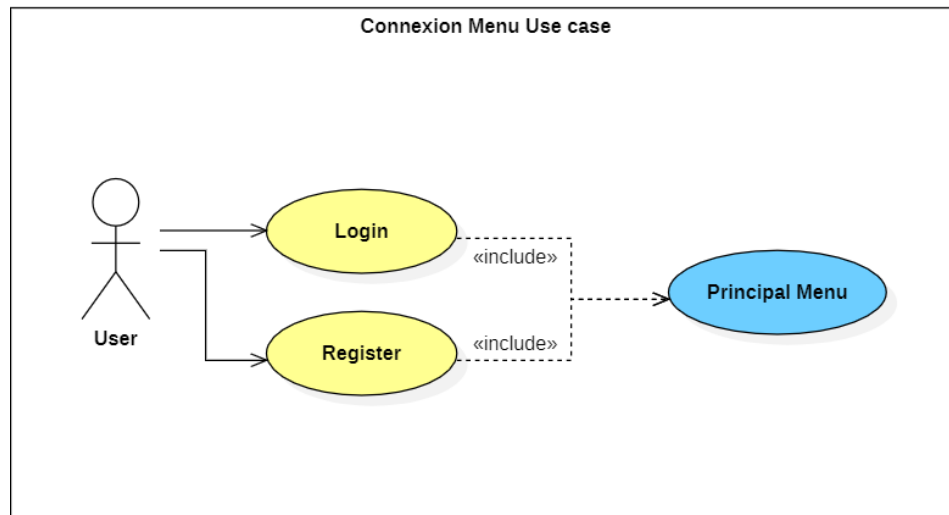 Connexion Menu Use case
Login
«include»
Principal Menu
User
Register
«include»